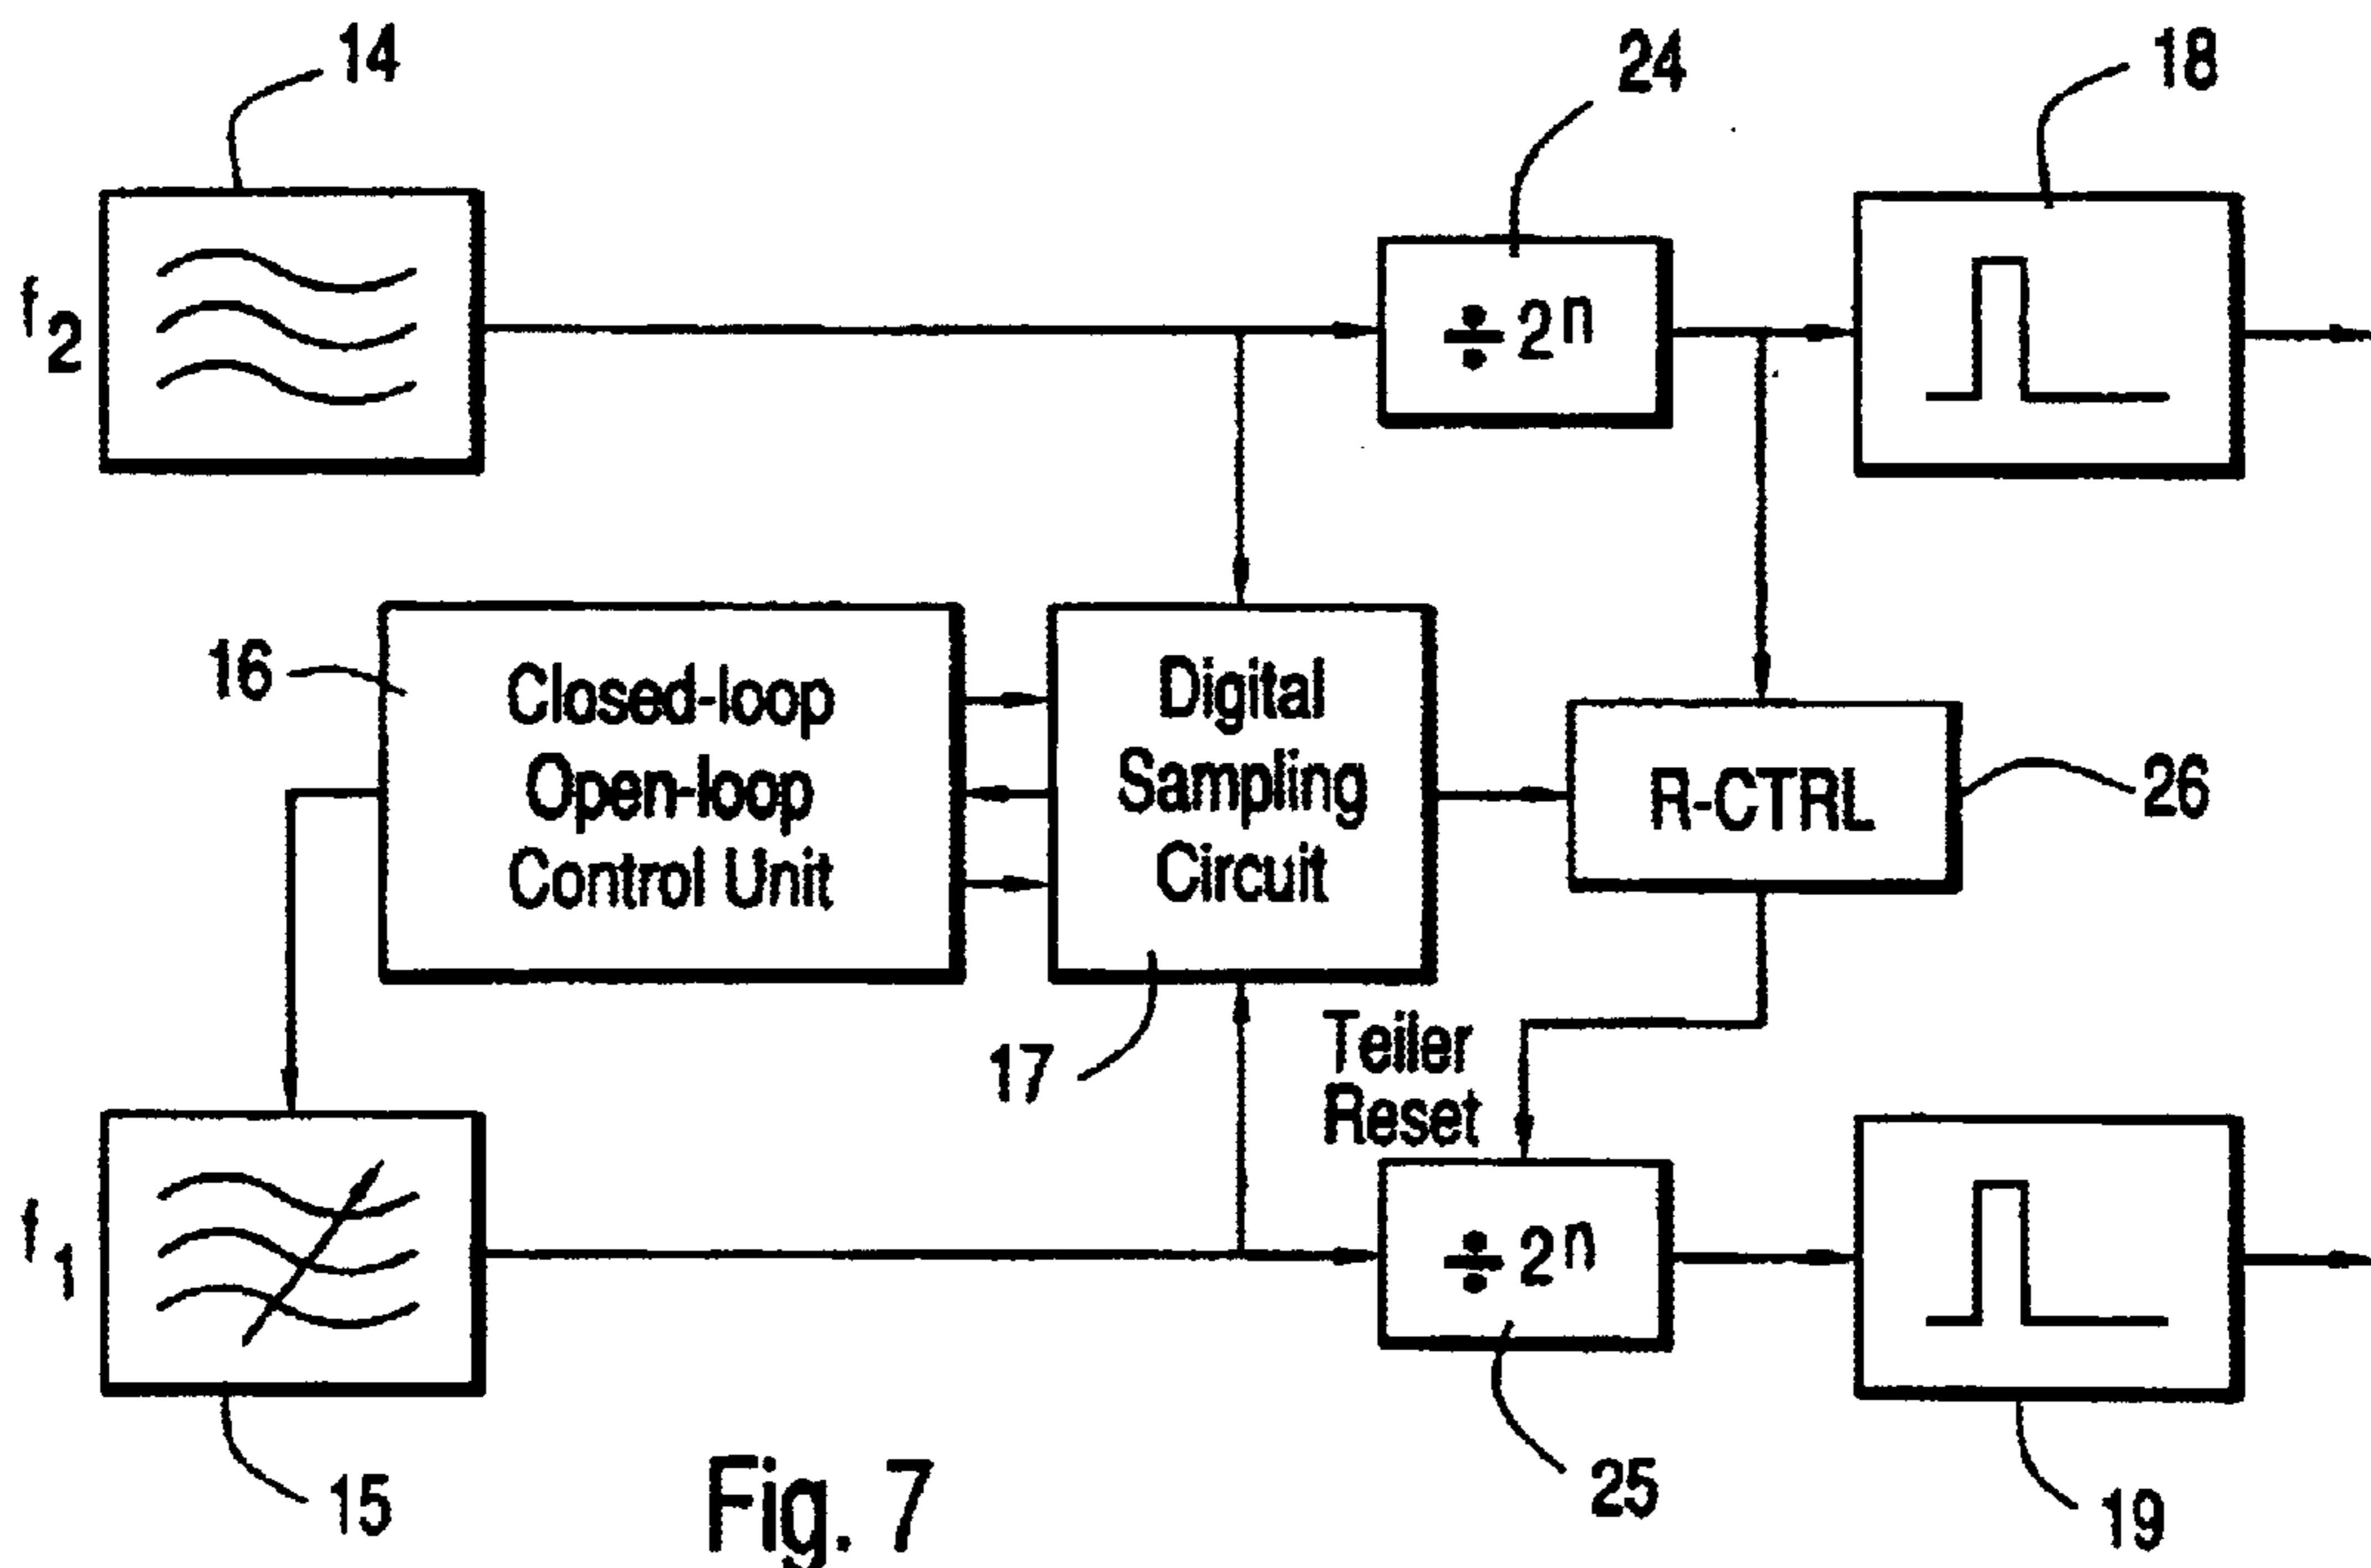 14
24
18
f2
÷ 2ⁿ
16
Closed-loop
Open-loop
Control Unit
Digital
Sampling
Circuit
R-CTRL
26
17
Teiler
Reset
f1
÷ 2ⁿ
15
25
19
Fig. 7